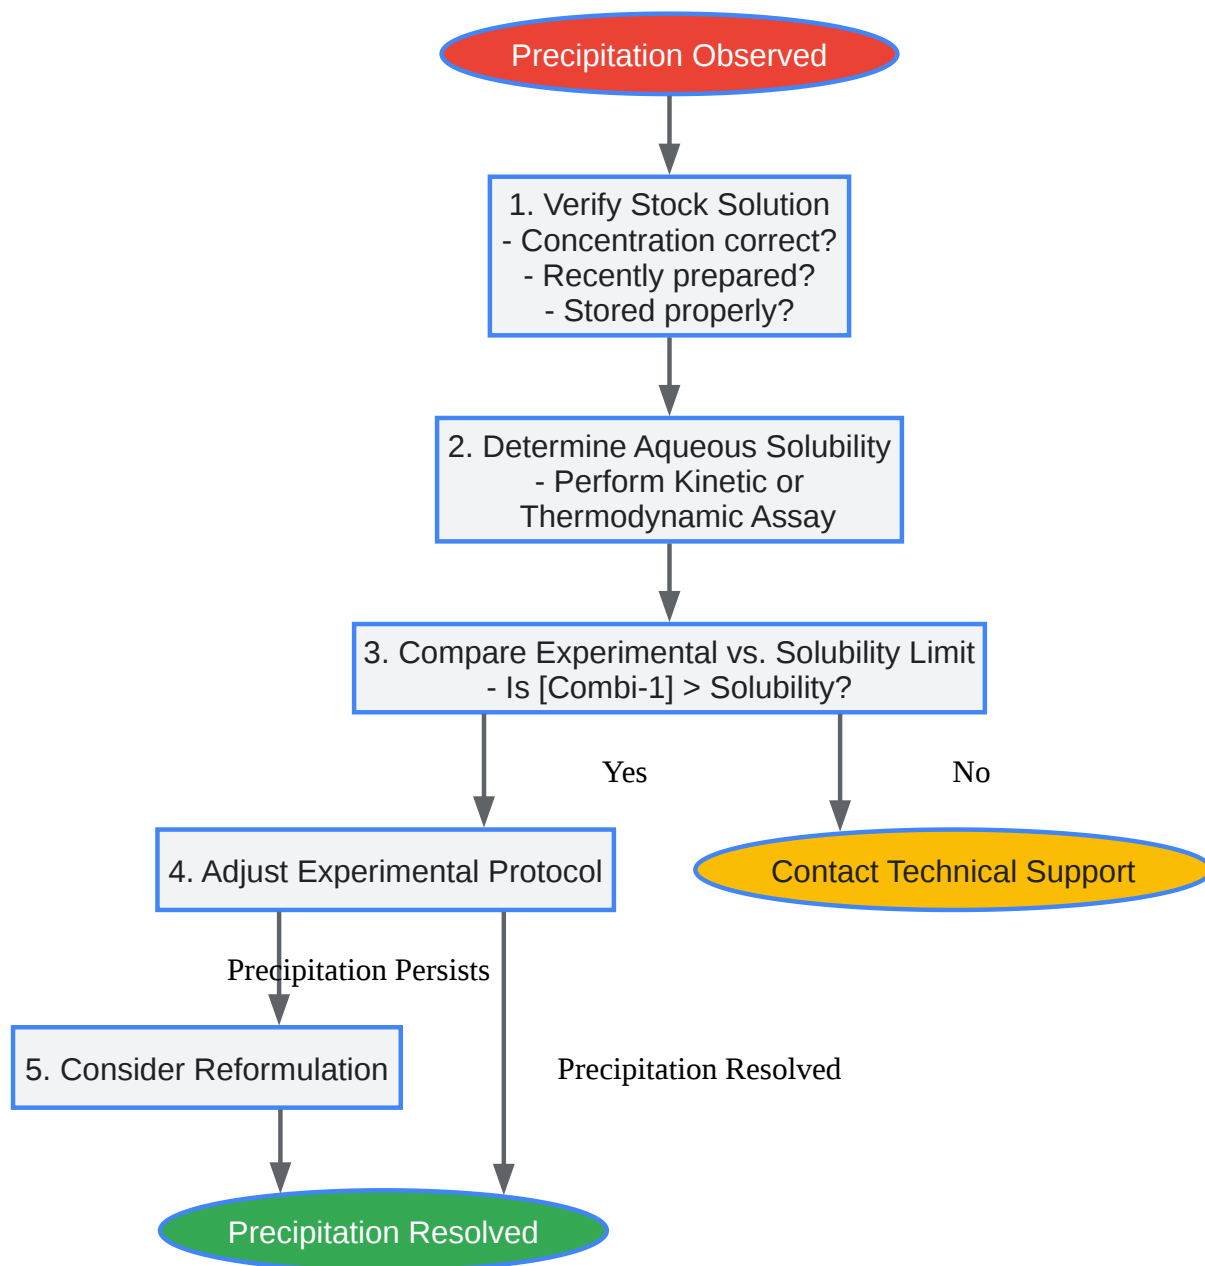 Precipitation Observed
1. Verify Stock Solution
- Concentration correct?
- Recently prepared?
- Stored properly?
2. Determine Aqueous Solubility
- Perform Kinetic or
Thermodynamic Assay
3. Compare Experimental vs. Solubility Limit
- Is [Combi-1] > Solubility?
Yes
No
4. Adjust Experimental Protocol
Contact Technical Support
Precipitation Persists
5. Consider Reformulation
Precipitation Resolved
Precipitation Resolved